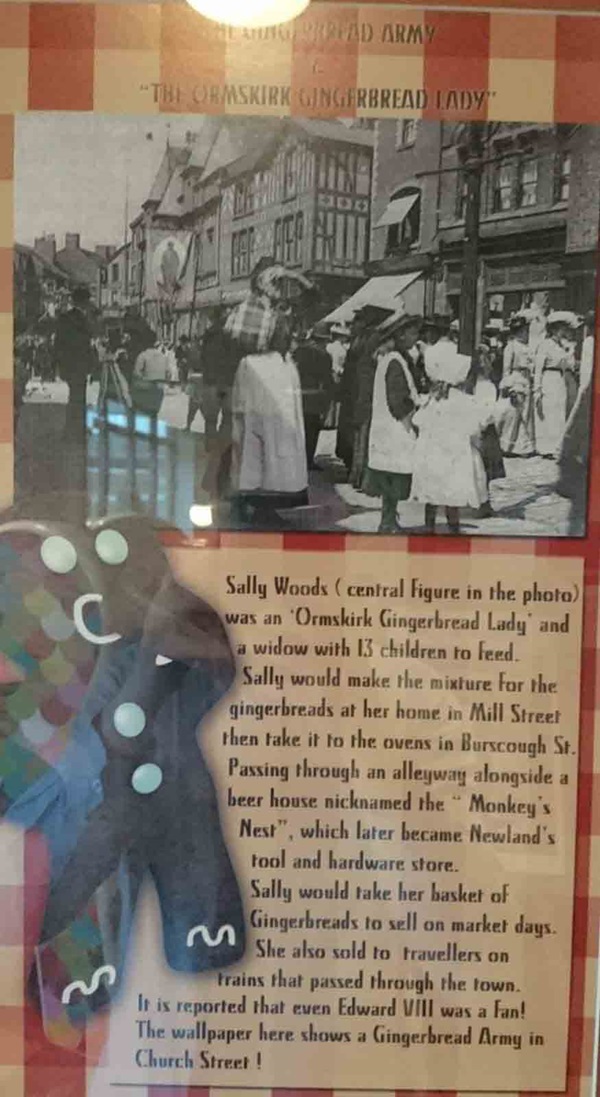 THE GINGERBREAD ARMY
&
"THE ORMSKIRK GINGERBREAD LADY"
Sally Woods ( central figure in the photo)
was an 'Ormskirk Gingerbread Lady' and
a widow with 13 children to feed.
Sally would make the mixture for the
gingerbreads at her home in Mill Street
then take it to the ovens in Burscough St.
Passing through an alleyway alongside a
beer house nicknamed the " Monkey's
Nest", which later became Newland's
tool and hardware store.
Sally would take her basket of
Gingerbreads to sell on market days.
She also sold to travellers on
trains that passed through the town.
It is reported that even Edward VIII was a fan!
The wallpaper here shows a Gingerbread Army in
Church Street !